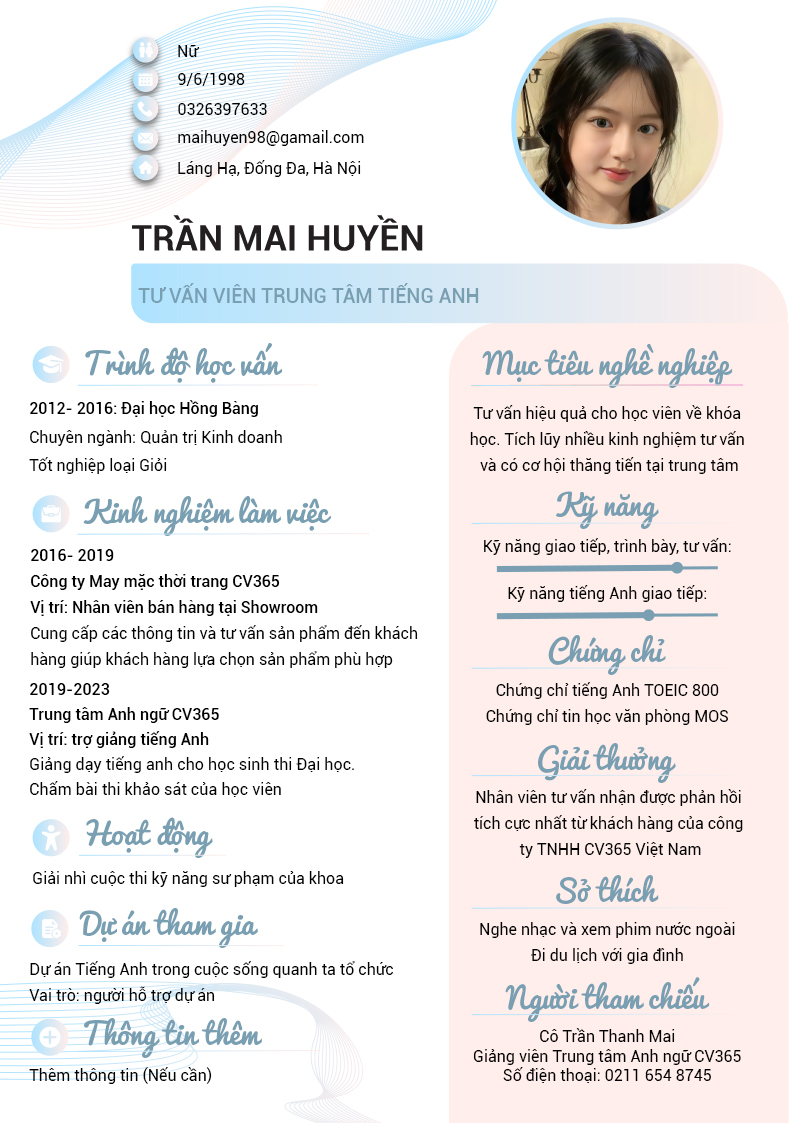 Nữ
9/6/1998
0326397633
maihuyen98@gamail.com
Láng Hạ, Đống Đa, Hà Nội
TRẦN MAI HUYỀN
TƯ VẤN VIÊN TRUNG TÂM TIẾNG ANH
Trình độ học vấn
2012- 2016: Đại học Hồng Bàng
Chuyên ngành: Quản trị Kinh doanh
Tốt nghiệp loại Giỏi
Kinh nghiệm làm việc
2016- 2019
Công ty May mặc thời trang CV365
Vị trí: Nhân viên bán hàng tại Showroom
Cung cấp các thông tin và tư vấn sản phẩm đến khách
hàng giúp khách hàng lựa chọn sản phẩm phù hợp
2019-2023
Trung tâm Anh ngữ CV365
Vị trí: trợ giảng tiếng Anh
Giảng dạy tiếng anh cho học sinh thi Đại học.
Chấm bài thi khảo sát của học viên
Hoạt động
Giải nhì cuộc thi kỹ năng sư phạm của khoa
Dự án tham gia
Dự án Tiếng Anh trong cuộc sống quanh ta tổ chức
Vai trò: người hỗ trợ dự án
Thông tin thêm
Thêm thông tin (Nếu cần)
Mục tiêu nghề nghiệp
Tư vấn hiệu quả cho học viên về khóa
học. Tích lũy nhiều kinh nghiệm tư vấn
và có cơ hội thăng tiến tại trung tâm
Kỹ năng
Kỹ năng giao tiếp, trình bày, tư vấn:
Kỹ năng tiếng Anh giao tiếp:
Chứng chỉ
Chứng chỉ tiếng Anh TOEIC 800
Chứng chỉ tin học văn phòng MOS
Giải thưởng
Nhân viên tư vấn nhận được phản hồi
tích cực nhất từ khách hàng của công
ty TNHH CV365 Việt Nam
Sở thích
Nghe nhạc và xem phim nước ngoài
Đi du lịch với gia đình
Người tham chiếu
Cô Trần Thanh Mai
Giảng viên Trung tâm Anh ngữ CV365
Số điện thoại: 0211 654 8745